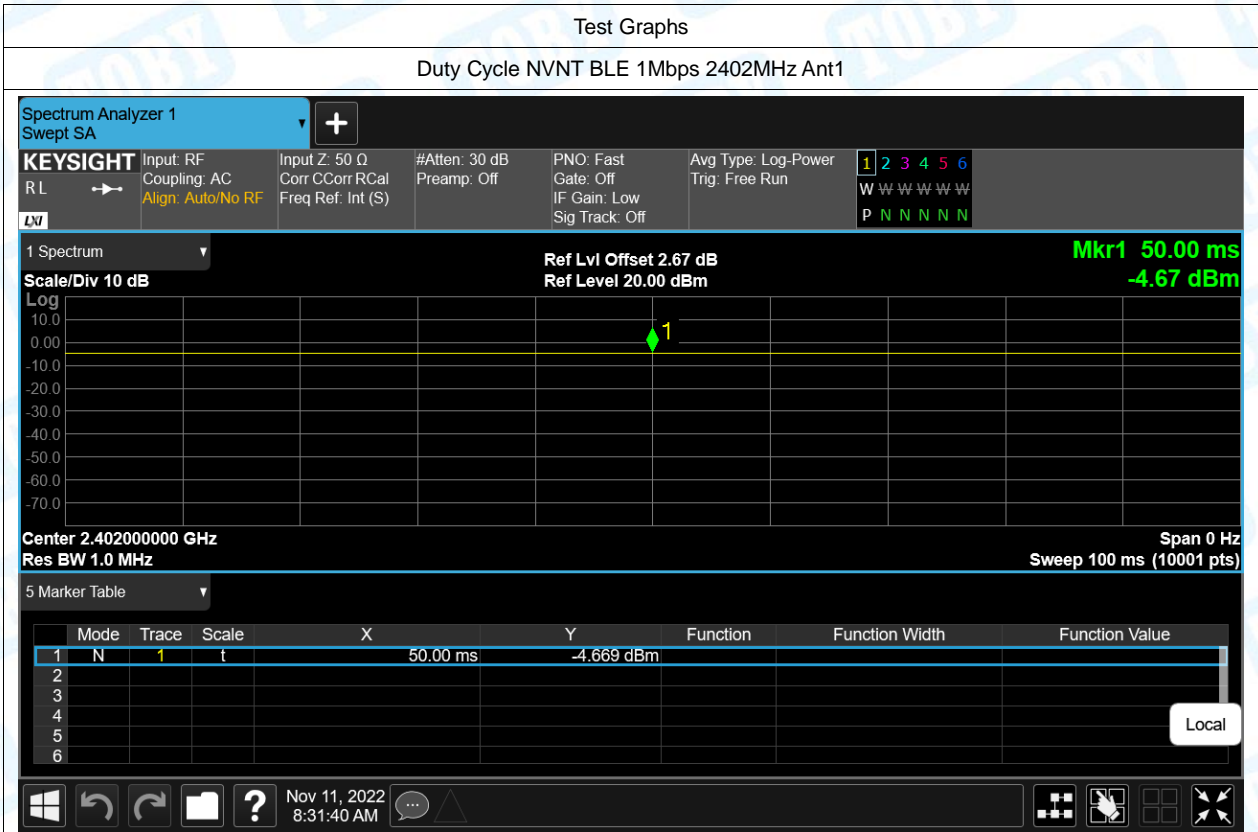 Test Graphs
Duty Cycle NVNT BLE 1Mbps 2402MHz Ant1
Spectrum Analyzer 1
Swept SA
KEYSIGHT
R L
LXI
Input: RF
Coupling: AC
Align: Auto/No RF
Input Z: 50 Ω
Corr CCorr RCal
Freq Ref: Int (S)
#Atten: 30 dB
Preamp: Off
PNO: Fast
Gate: Off
IF Gain: Low
Sig Track: Off
Avg Type: Log-Power
Trig: Free Run
1 2 3 4 5 6
W W W W W W
P N N N N N
1 Spectrum
Scale/Div 10 dB
Ref Lvl Offset 2.67 dB
Ref Level 20.00 dBm
Mkr1 50.00 ms
-4.67 dBm
Log
10.0
0.00
-10.0
-20.0
-30.0
-40.0
-50.0
-60.0
-70.0
1
Center 2.402000000 GHz
Res BW 1.0 MHz
Span 0 Hz
Sweep 100 ms (10001 pts)
5 Marker Table
Mode Trace Scale X Y Function Function Width Function Value
1 N 1 t 50.00 ms -4.669 dBm
2
3
4
5
6
Local
?
Nov 11, 2022
8:31:40 AM
TOBY